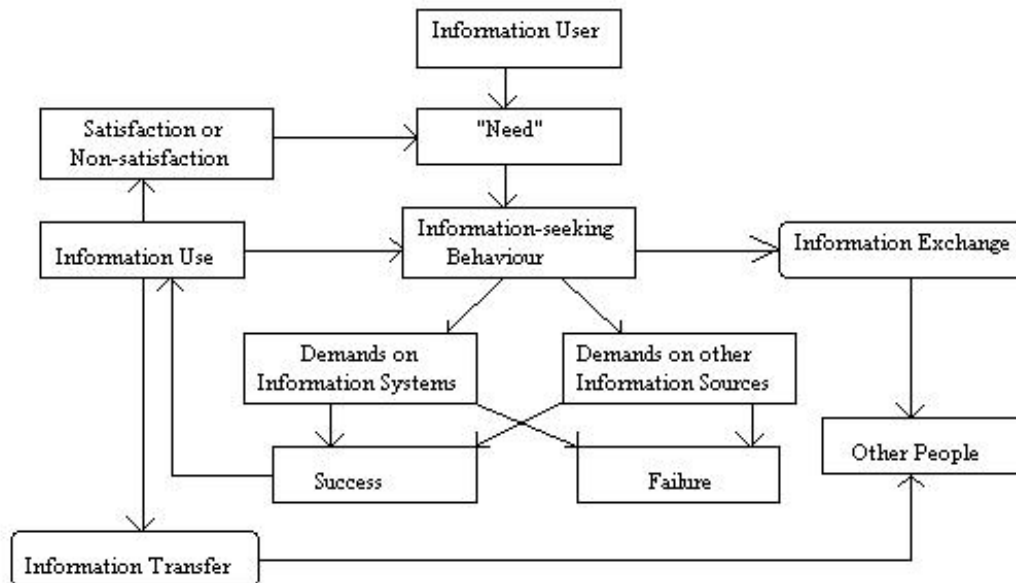 Information User
"Need"
Satisfaction or
Non-satisfaction
Information Use
Information-seeking
Behaviour
Information Exchange
Demands on
Information Systems
Demands on other
Information Sources
Success
Failure
Other People
Information Transfer